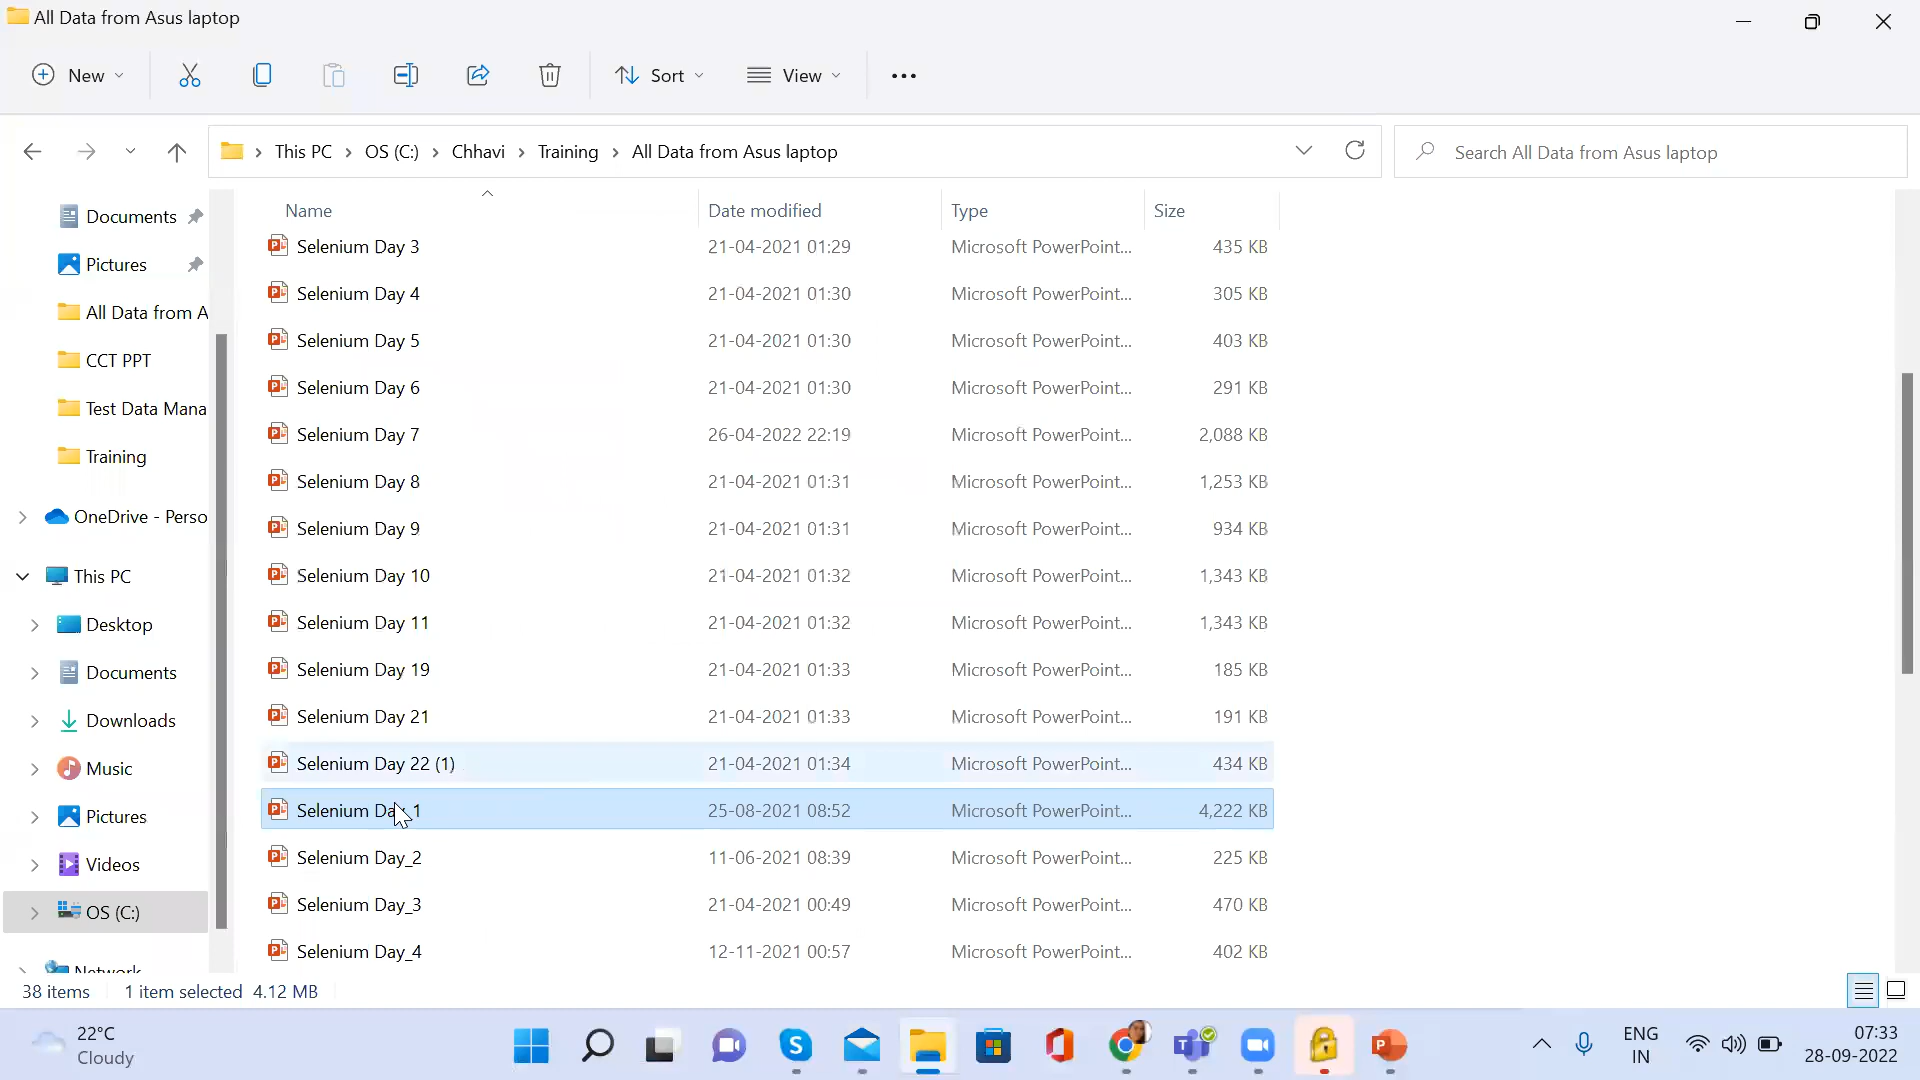 All Data from Asus laptop
New Sort View
This PC OS (C:) Chhavi Training All Data from Asus laptop
Search All Data from Asus laptop
Name Date modified Type Size
Documents
Pictures
All Data from A
CCT PPT
Test Data Mana
Training
OneDrive - Perso
This PC
Desktop
Documents
Downloads
Music
Pictures
Videos
OS (C:)
Network
Selenium Day 3 21-04-2021 01:29 Microsoft PowerPoint... 435 KB
Selenium Day 4 21-04-2021 01:30 Microsoft PowerPoint... 305 KB
Selenium Day 5 21-04-2021 01:30 Microsoft PowerPoint... 403 KB
Selenium Day 6 21-04-2021 01:30 Microsoft PowerPoint... 291 KB
Selenium Day 7 26-04-2022 22:19 Microsoft PowerPoint... 2,088 KB
Selenium Day 8 21-04-2021 01:31 Microsoft PowerPoint... 1,253 KB
Selenium Day 9 21-04-2021 01:31 Microsoft PowerPoint... 934 KB
Selenium Day 10 21-04-2021 01:32 Microsoft PowerPoint... 1,343 KB
Selenium Day 11 21-04-2021 01:32 Microsoft PowerPoint... 1,343 KB
Selenium Day 19 21-04-2021 01:33 Microsoft PowerPoint... 185 KB
Selenium Day 21 21-04-2021 01:33 Microsoft PowerPoint... 191 KB
Selenium Day 22 (1) 21-04-2021 01:34 Microsoft PowerPoint... 434 KB
Selenium Day_1 25-08-2021 08:52 Microsoft PowerPoint... 4,222 KB
Selenium Day_2 11-06-2021 08:39 Microsoft PowerPoint... 225 KB
Selenium Day_3 21-04-2021 00:49 Microsoft PowerPoint... 470 KB
Selenium Day_4 12-11-2021 00:57 Microsoft PowerPoint... 402 KB
38 items 1 item selected 4.12 MB
22°C
Cloudy
ENG
IN
07:33
28-09-2022